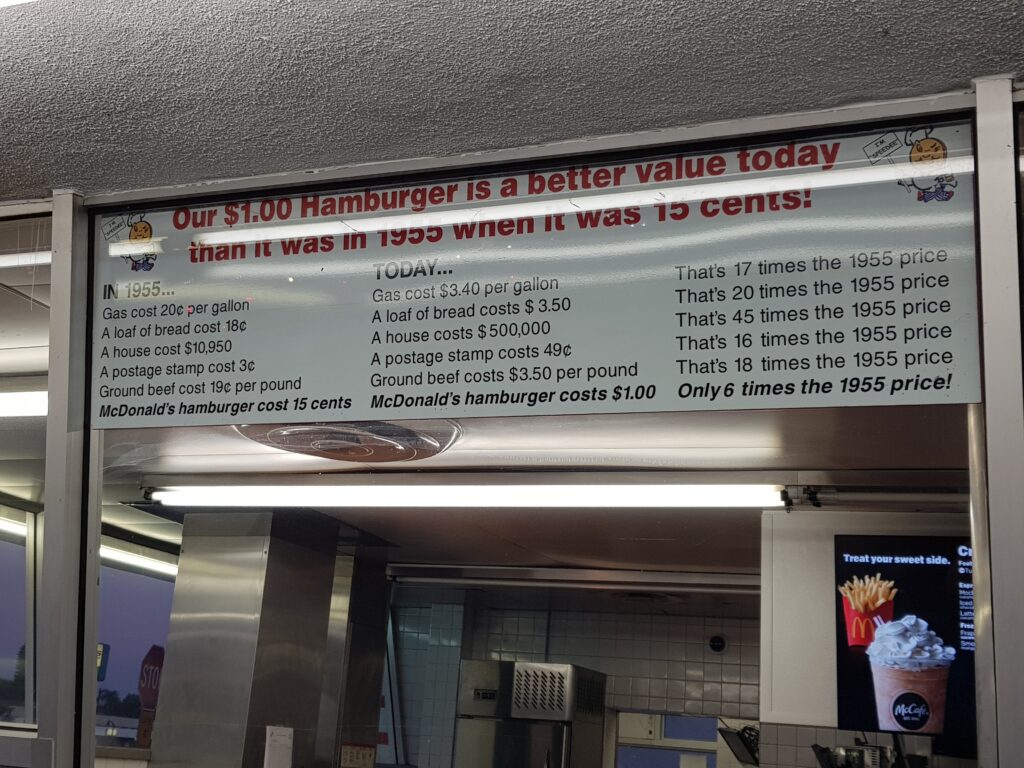 Our $1.00 Hamburger is a better value today
than it was in 1955 when it was 15 cents!
I'M
SPEEDEE
I'M
SPEEDEE
IN 1955...
Gas cost 20¢ per gallon
A loaf of bread cost 18¢
A house cost $10,950
A postage stamp cost 3¢
Ground beef cost 19¢ per pound
McDonald's hamburger cost 15 cents
TODAY...
Gas cost $3.40 per gallon
A loaf of bread costs $ 3.50
A house costs $500,000
A postage stamp costs 49¢
Ground beef costs $3.50 per pound
McDonald's hamburger costs $1.00
That's 17 times the 1955 price
That's 20 times the 1955 price
That's 45 times the 1955 price
That's 16 times the 1955 price
That's 18 times the 1955 price
Only 6 times the 1955 price!
Treat your sweet side.
McCafé
STOP